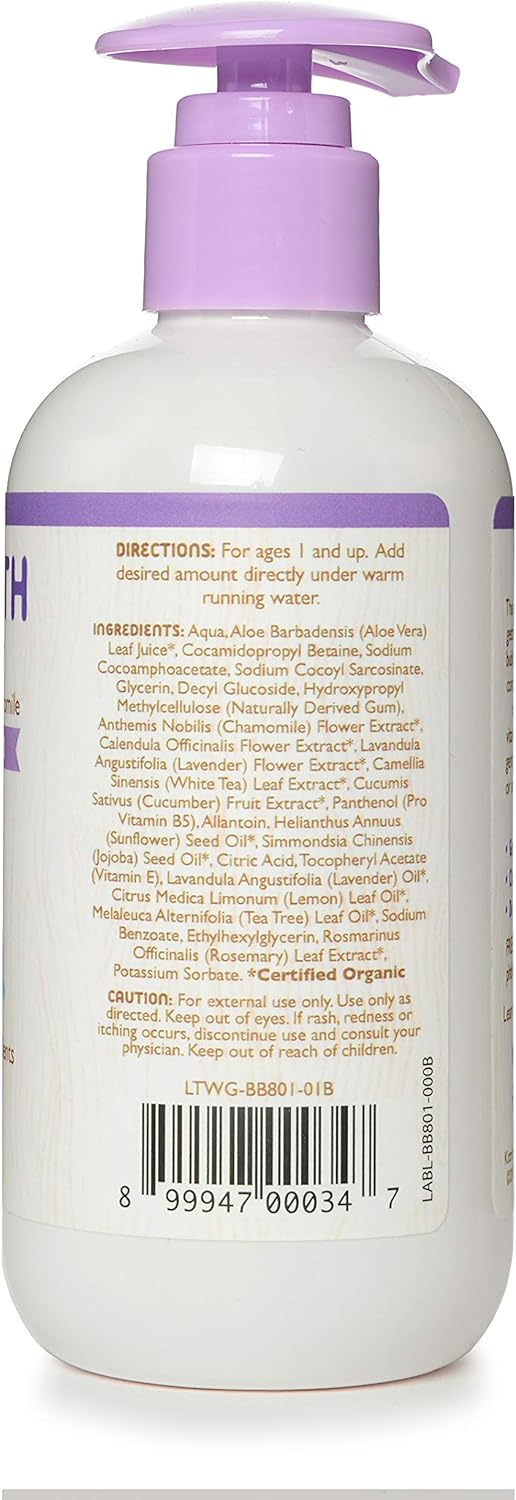 TH
omile
ents
DIRECTIONS: For ages 1 and up. Add
desired amount directly under warm
running water.
INGREDIENTS: Aqua, Aloe Barbadensis (Aloe Vera)
Leaf Juice*, Cocamidopropyl Betaine, Sodium
Cocoamphoacetate, Sodium Cocoyl Sarcosinate,
Glycerin, Decyl Glucoside, Hydroxypropyl
Methylcellulose (Naturally Derived Gum),
Anthemis Nobilis (Chamomile) Flower Extract*,
Calendula Officinalis Flower Extract*, Lavandula
Angustifolia (Lavender) Flower Extract*, Camellia
Sinensis (White Tea) Leaf Extract*, Cucumis
Sativus (Cucumber) Fruit Extract*, Panthenol (Pro
Vitamin B5), Allantoin, Helianthus Annuus
(Sunflower) Seed Oil*, Simmondsia Chinensis
(Jojoba) Seed Oil*, Citric Acid, Tocopheryl Acetate
(Vitamin E), Lavandula Angustifolia (Lavender) Oil*,
Citrus Medica Limonum (Lemon) Leaf Oil*,
Melaleuca Alternifolia (Tea Tree) Leaf Oil*, Sodium
Benzoate, Ethylhexylglycerin, Rosmarinus
Officinalis (Rosemary) Leaf Extract*,
Potassium Sorbate. *Certified Organic
CAUTION: For external use only. Use only as
directed. Keep out of eyes. If rash, redness or
itching occurs, discontinue use and consult your
physician. Keep out of reach of children.
LTWG-BB801-01B
8 99947 00034 7
LABL-BB801-000B